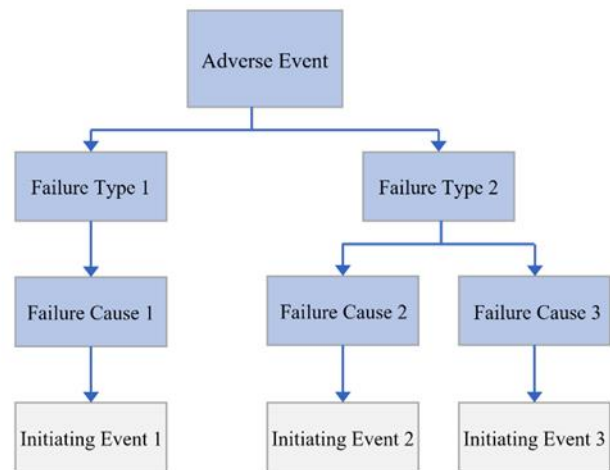 Adverse Event
Failure Type 1
Failure Type 2
Failure Cause 1
Failure Cause 2
Failure Cause 3
Initiating Event 1
Initiating Event 2
Initiating Event 3